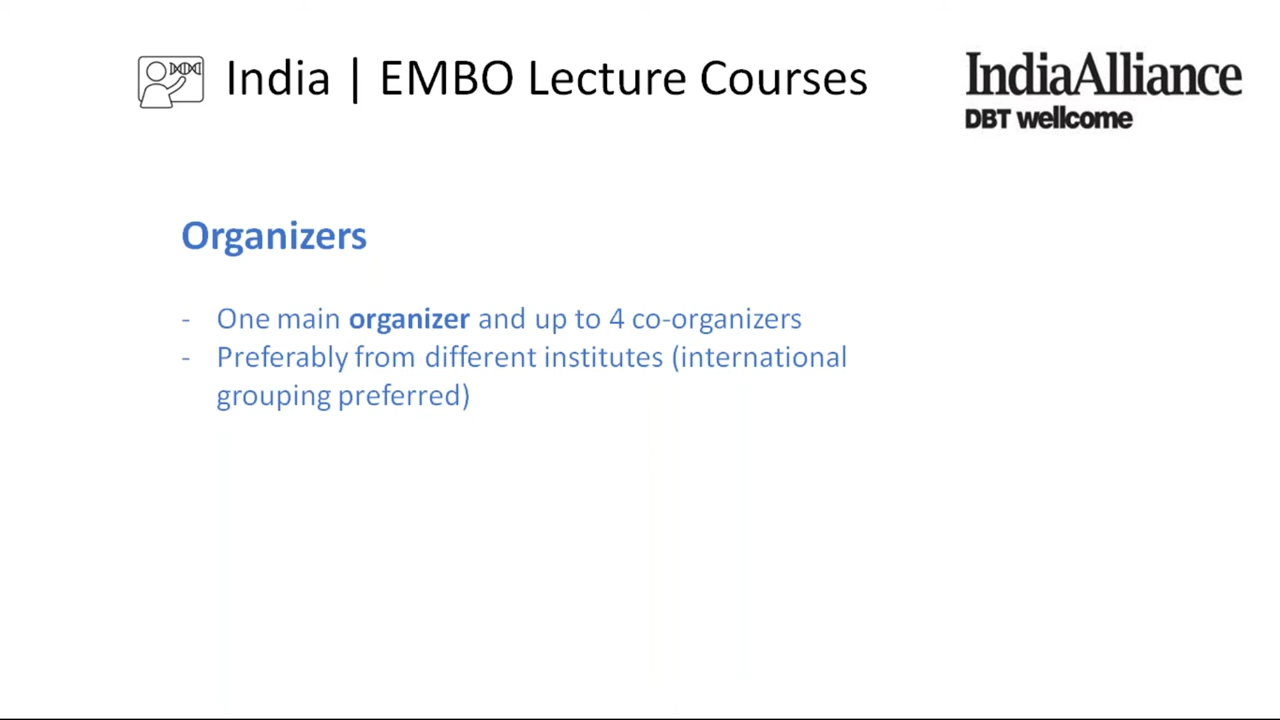 India | EMBO Lecture Courses
IndiaAlliance
DBT wellcome
Organizers
- One main organizer and up to 4 co-organizers
- Preferably from different institutes (international
grouping preferred)